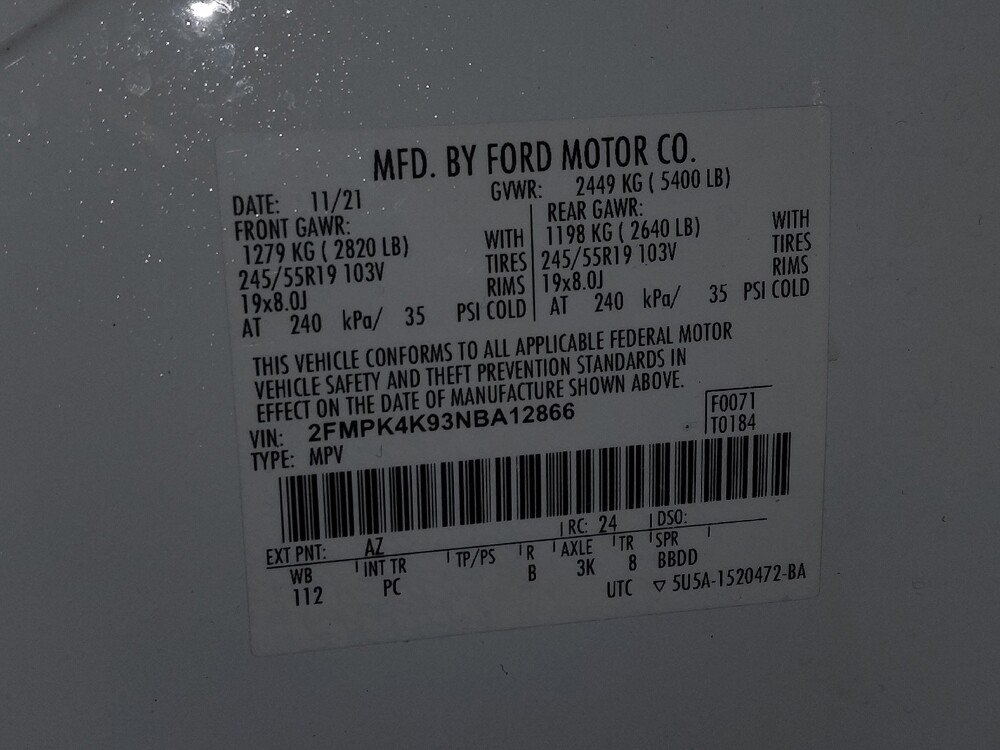 MFD. BY FORD MOTOR CO.
DATE: 11/21 GVWR: 2449 KG ( 5400 LB)
FRONT GAWR: REAR GAWR:
1279 KG ( 2820 LB) WITH 1198 KG ( 2640 LB) WITH
245/55R19 103V TIRES 245/55R19 103V TIRES
19x8.0J RIMS 19x8.0J RIMS
AT 240 kPa/ 35 PSI COLD AT 240 kPa/ 35 PSI COLD
THIS VEHICLE CONFORMS TO ALL APPLICABLE FEDERAL MOTOR
VEHICLE SAFETY AND THEFT PREVENTION STANDARDS IN
EFFECT ON THE DATE OF MANUFACTURE SHOWN ABOVE.
VIN: 2FMPK4K93NBA12866 F0071
TYPE: MPV T0184
EXT PNT: AZ RC: 24 DSO:
WB INT TR TP/PS R AXLE TR SPR
112 PC B 3K 8 BBDD
UTC ▽ 5U5A-1520472-BA